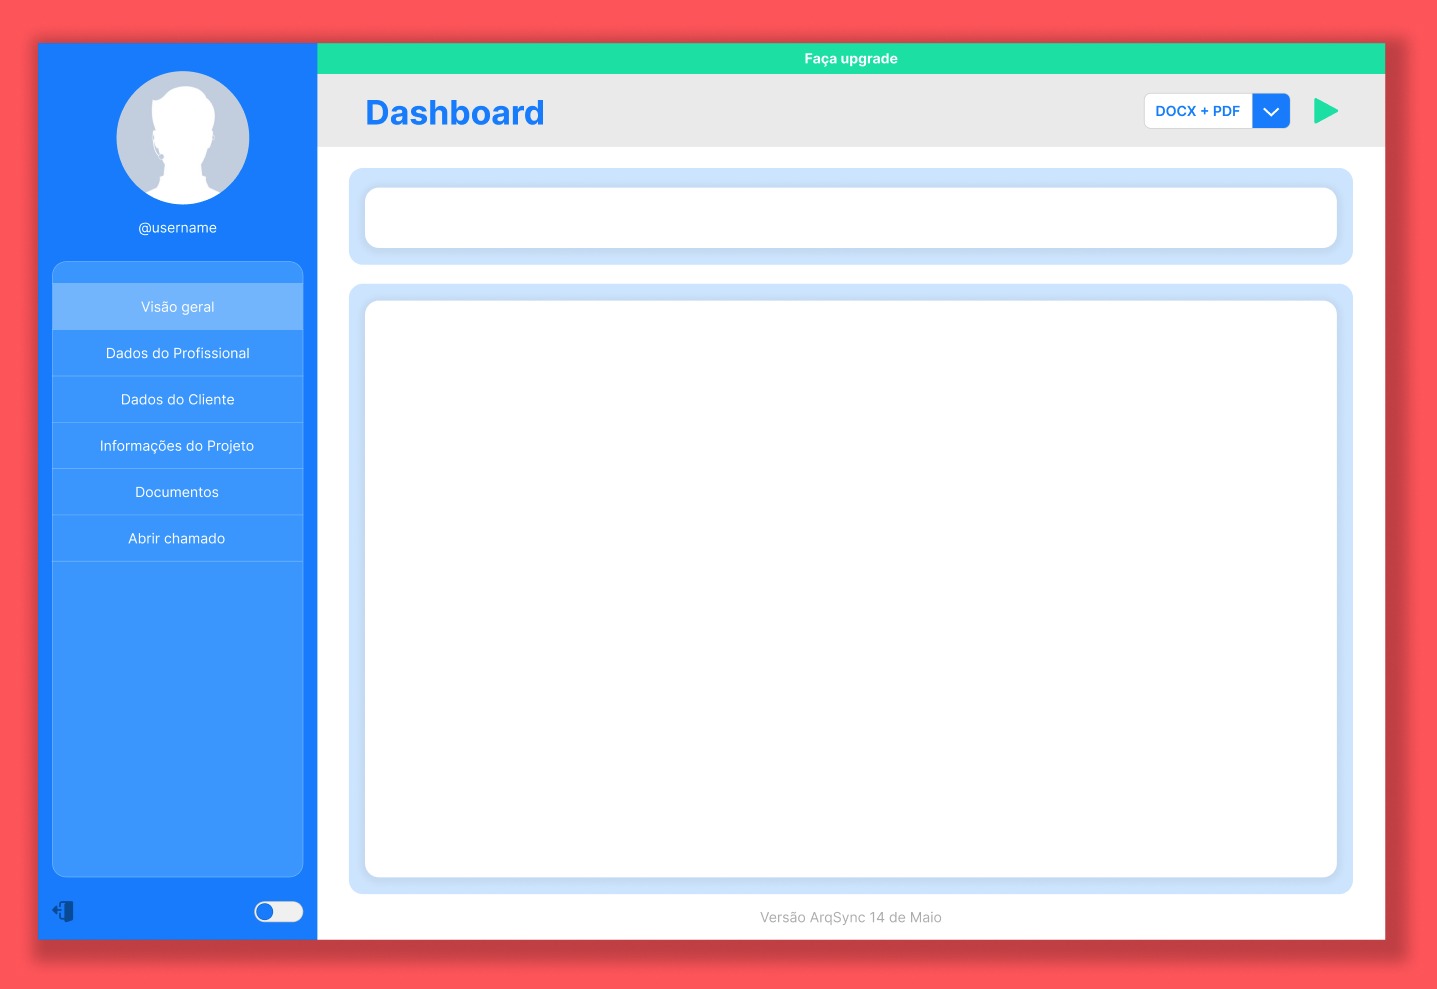 Faça upgrade
Dashboard
DOCX + PDF
@username
Visão geral
Dados do Profissional
Dados do Cliente
Informações do Projeto
Documentos
Abrir chamado
Versão ArqSync 14 de Maio